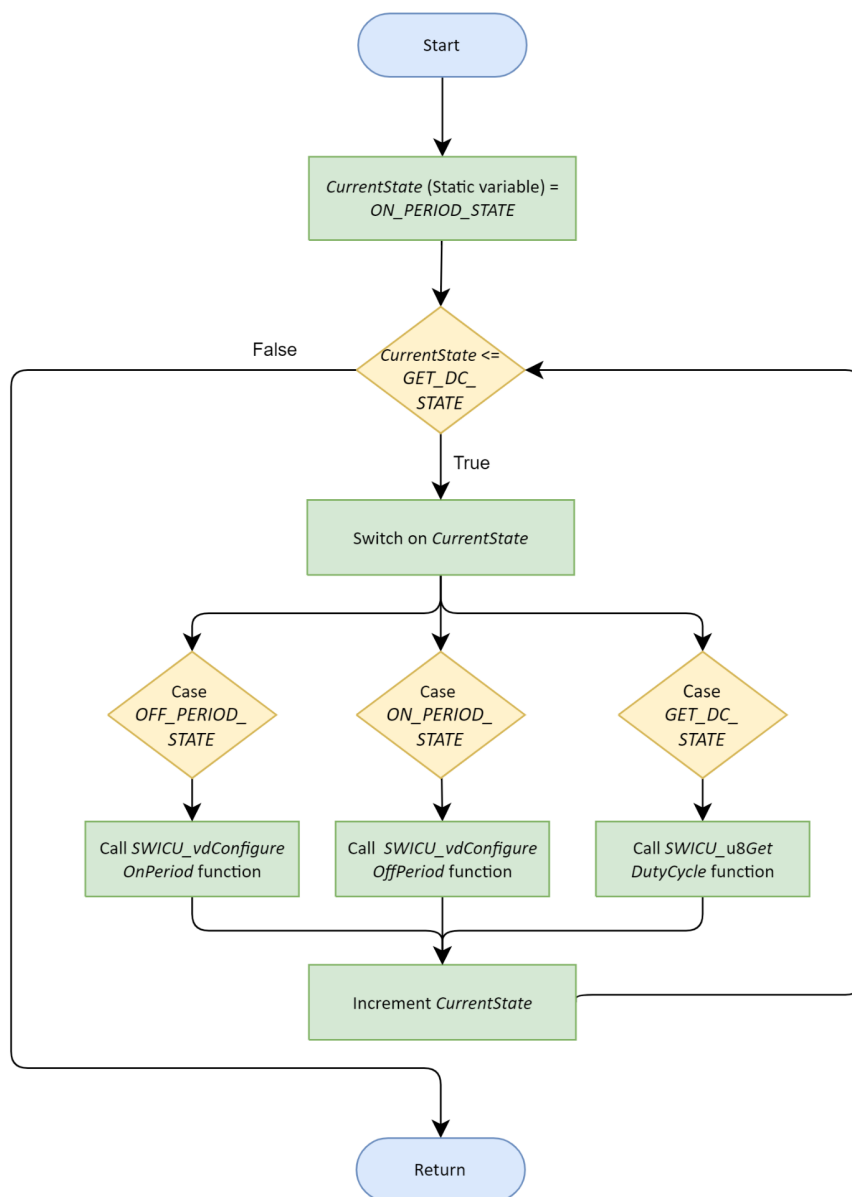 Start
CurrentState (Static variable) =
ON_PERIOD_STATE
False
CurrentState <=
GET_DC_
STATE
True
Switch on CurrentState
Case
OFF_PERIOD_
STATE
Case
ON_PERIOD_
STATE
Case
GET_DC_
STATE
Call SWICU_vdConfigure
OnPeriod function
Call SWICU_vdConfigure
OffPeriod function
Call SWICU_u8Get
DutyCycle function
Increment CurrentState
Return